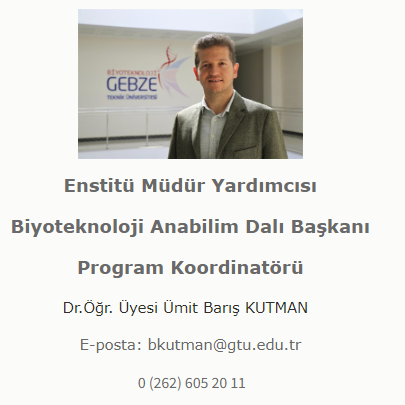 BİYOTEKNOLOJİ
GEBZE
TEKNİK ÜNİVERSİTESİ
Enstitü Müdür Yardımcısı
Biyoteknoloji Anabilim Dalı Başkanı
Program Koordinatörü
Dr.Öğr. Üyesi Ümit Barış KUTMAN
E-posta: bkutman@gtu.edu.tr
0 (262) 605 20 11